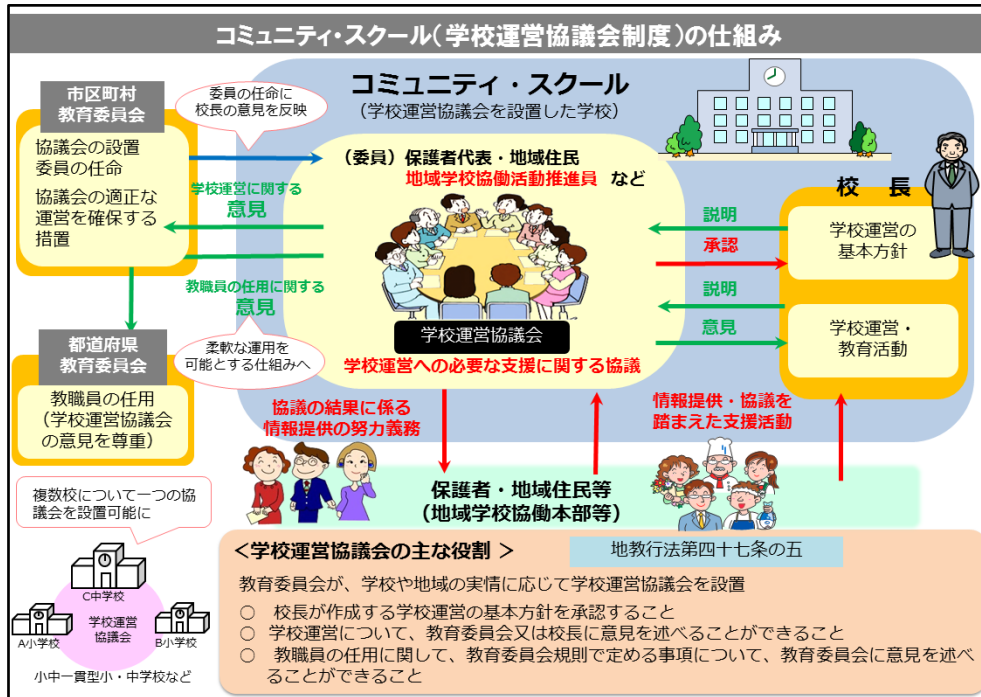 コミュニティ・スクール(学校運営協議会制度)の仕組み
市区町村
教育委員会
協議会の設置
委員の任命
協議会の適正な
運営を確保する
措置
委員の任命に
校長の意見を反映
コミュニティ・スクール
(学校運営協議会を設置した学校)
(委員)保護者代表・地域住民
地域学校協働活動推進員 など
学校運営に関する
意見
教職員の任用に関する
意見
柔軟な運用を
可能とする仕組みへ
学校運営協議会
学校運営への必要な支援に関する協議
校 長
説明
承認
学校運営の
基本方針
説明
意見
学校運営・
教育活動
都道府県
教育委員会
教職員の任用
(学校運営協議会
の意見を尊重)
協議の結果に係る
情報提供の努力義務
情報提供・協議を
踏まえた支援活動
保護者・地域住民等
(地域学校協働本部等)
複数校について一つの協
議会を設置可能に
C中学校
学校運営
協議会
A小学校
B小学校
小中一貫型小・中学校など
<学校運営協議会の主な役割 >
地教行法第四十七条の五
教育委員会が、学校や地域の実情に応じて学校運営協議会を設置
○ 校長が作成する学校運営の基本方針を承認すること
○ 学校運営について、教育委員会又は校長に意見を述べることができること
○ 教職員の任用に関して、教育委員会規則で定める事項について、教育委員会に意見を述べ
ることができること